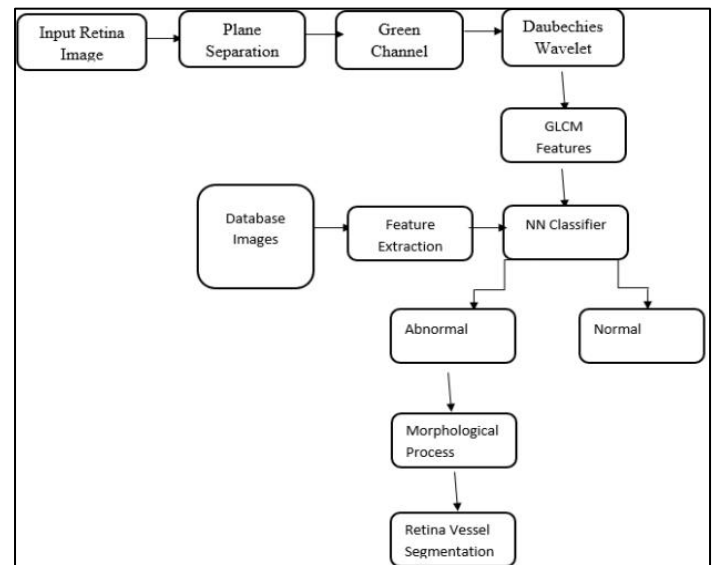 Input Retina
Image
Plane
Separation
Green
Channel
Daubechies
Wavelet
GLCM
Features
Database
Images
Feature
Extraction
NN Classifier
Abnormal
Normal
Morphological
Process
Retina Vessel
Segmentation